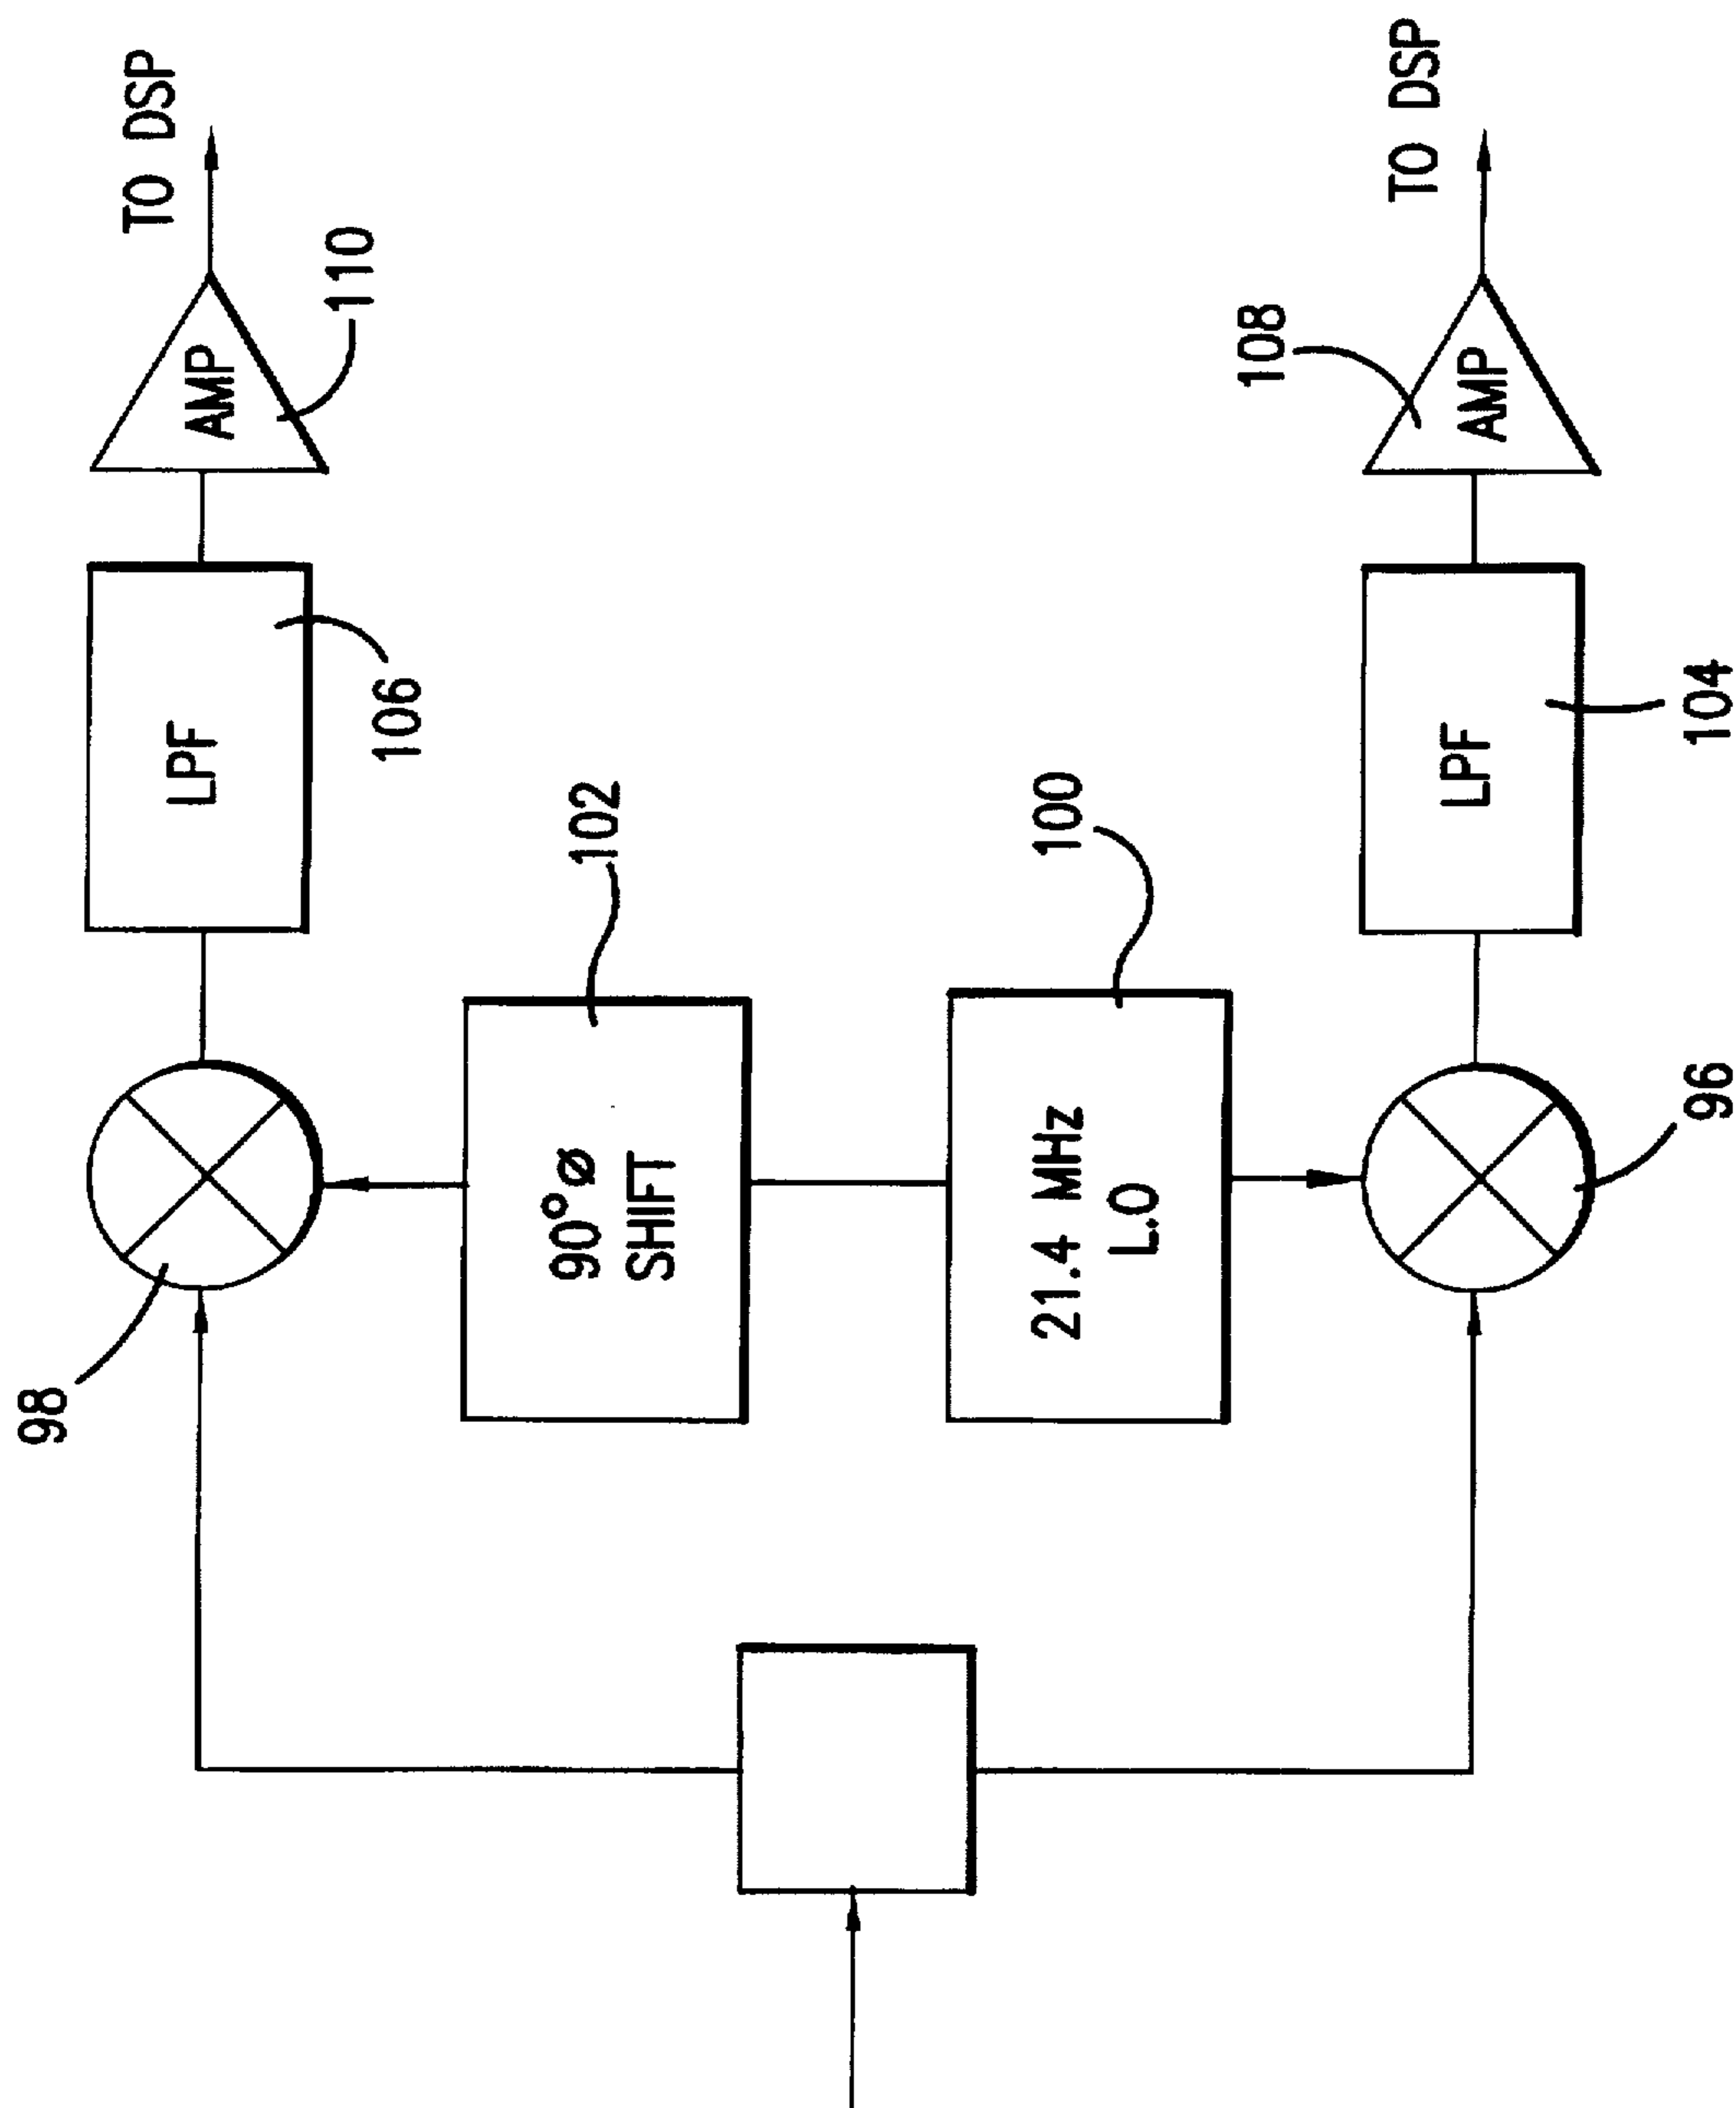 98
90° Ø
SHIFT
102
LPF
106
AMP
110
TO DSP
21.4 MHz
L.O
100
96
LPF
104
AMP
108
TO DSP